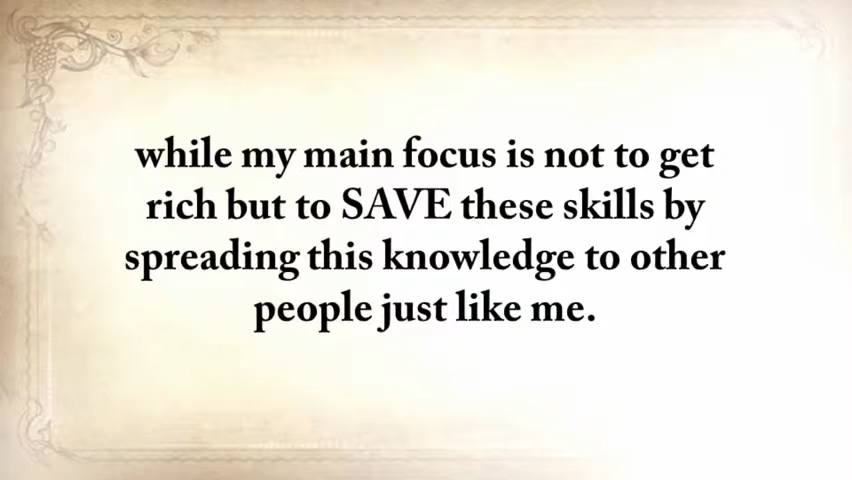 while my main focus is not to get
rich but to SAVE these skills by
spreading this knowledge to other
people just like me.